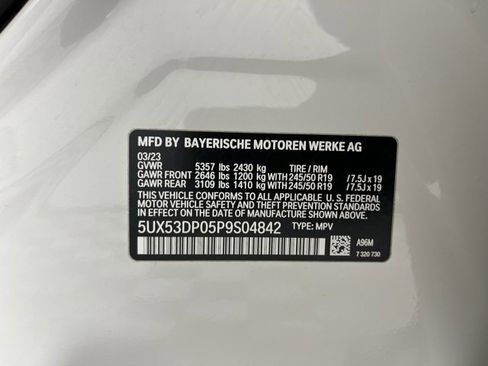 MFD BY BAYERISCHE MOTOREN WERKE AG
03/23
GVWR 5357 lbs 2430 kg TIRE / RIM
GAWR FRONT 2646 lbs 1200 kg WITH 245/50 R19 /7.5J x 19
GAWR REAR 3109 lbs 1410 kg WITH 245/50 R19 /7.5J x 19
THIS VEHICLE CONFORMS TO ALL APPLICABLE U. S. FEDERAL
MOTOR VEHICLE SAFETY STANDARDS IN EFFECT
ON THE DATE OF MANUFACTURE SHOWN ABOVE.
5UX53DP05P9S04842 TYPE: MPV
A96M
7 320 730